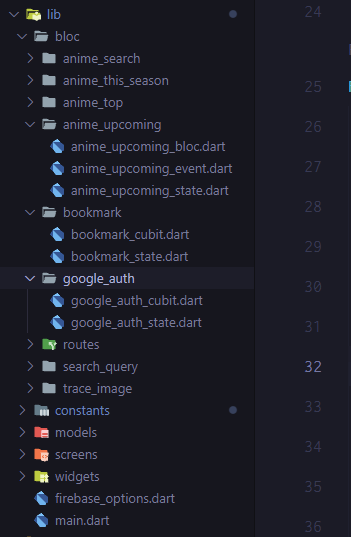 lib
bloc
anime_search
anime_this_season
anime_top
anime_upcoming
anime_upcoming_bloc.dart
anime_upcoming_event.dart
anime_upcoming_state.dart
bookmark
bookmark_cubit.dart
bookmark_state.dart
google_auth
google_auth_cubit.dart
google_auth_state.dart
routes
search_query
trace_image
constants
models
screens
widgets
firebase_options.dart
main.dart
24
25
26
27
28
29
30
31
32
33
34
35
36